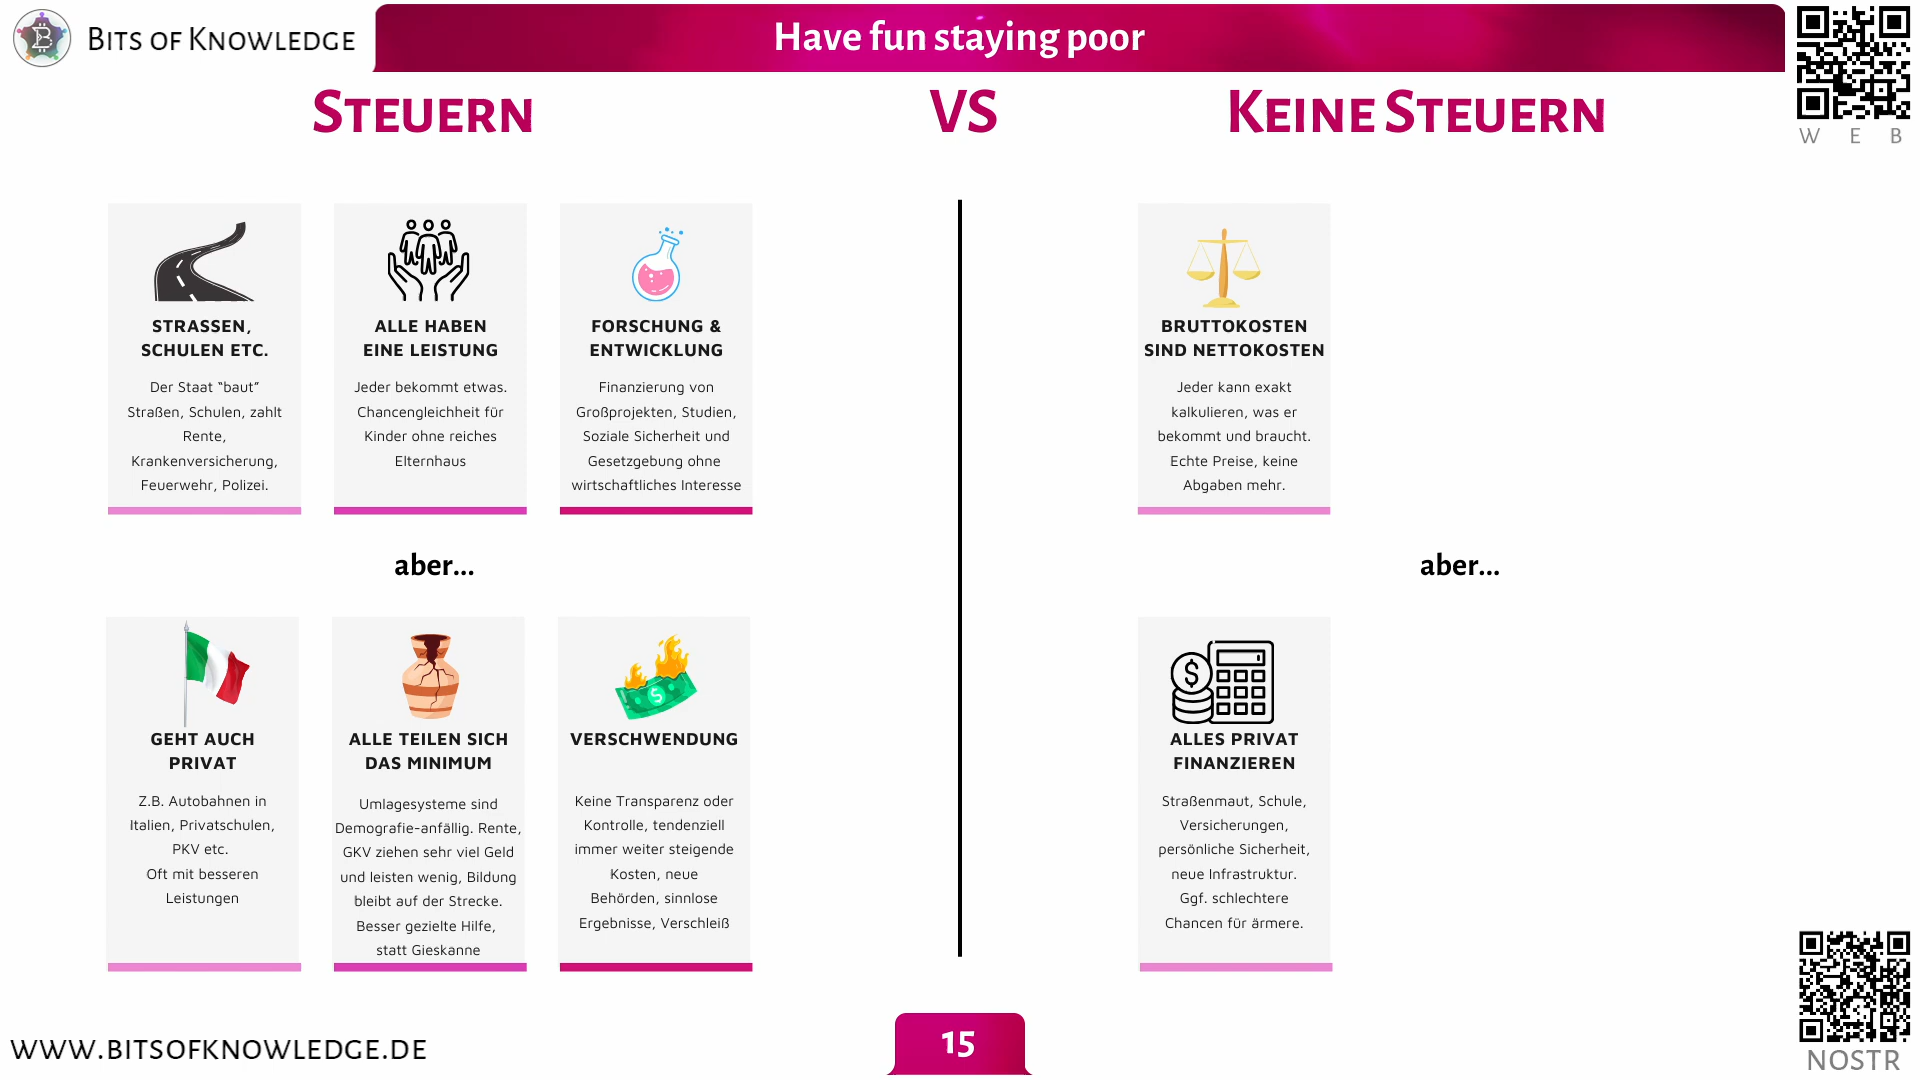 BITS OF KNOWLEDGE
Have fun staying poor
WEB
STEUERN
VS
KEINE STEUERN
STRASSEN,
SCHULEN ETC.
Der Staat “baut”
Straßen, Schulen, zahlt
Rente,
Krankenversicherung,
Feuerwehr, Polizei.
ALLE HABEN
EINE LEISTUNG
Jeder bekommt etwas.
Chancengleichheit für
Kinder ohne reiches
Elternhaus
FORSCHUNG &
ENTWICKLUNG
Finanzierung von
Großprojekten, Studien,
Soziale Sicherheit und
Gesetzgebung ohne
wirtschaftliches Interesse
BRUTTOKOSTEN
SIND NETTOKOSTEN
Jeder kann exakt
kalkulieren, was er
bekommt und braucht.
Echte Preise, keine
Abgaben mehr.
aber...
aber...
GEHT AUCH
PRIVAT
Z.B. Autobahnen in
Italien, Privatschulen,
PKV etc.
Oft mit besseren
Leistungen
ALLE TEILEN SICH
DAS MINIMUM
Umlagesysteme sind
Demografie-anfällig. Rente,
GKV ziehen sehr viel Geld
und leisten wenig, Bildung
bleibt auf der Strecke.
Besser gezielte Hilfe,
statt Gieskanne
VERSCHWENDUNG
Keine Transparenz oder
Kontrolle, tendenziell
immer weiter steigende
Kosten, neue
Behörden, sinnlose
Ergebnisse, Verschleiß
ALLES PRIVAT
FINANZIEREN
Straßenmaut, Schule,
Versicherungen,
persönliche Sicherheit,
neue Infrastruktur.
Ggf. schlechtere
Chancen für ärmere.
WWW.BITSOFKNOWLEDGE.DE
15
NOSTR